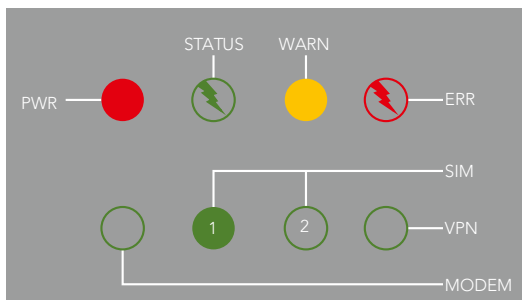 STATUS WARN
PWR ERR
SIM
1 2 VPN
MODEM